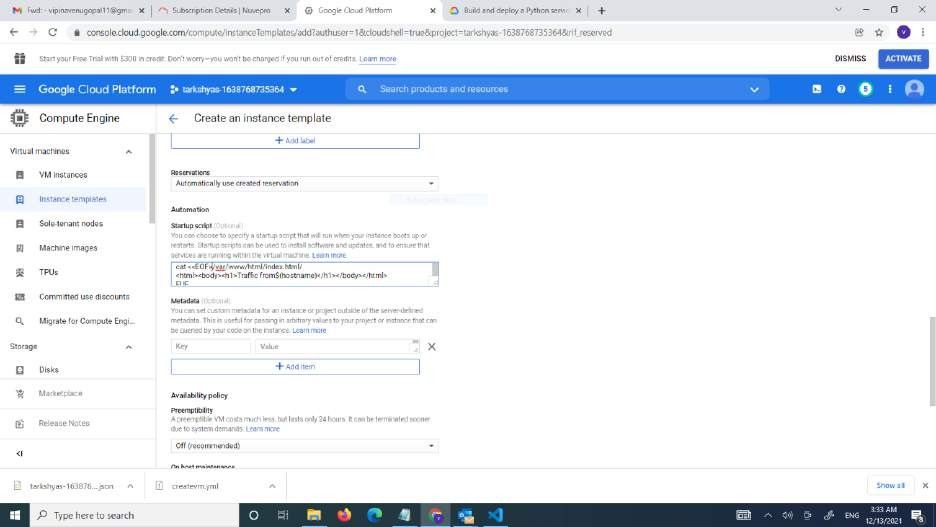 Fwd: - vipinavenugopal11@gma
Subscription Details | Nuvepro
Google Cloud Platform
Build and deploy a Python servic
console.cloud.google.com/compute/instanceTemplates/add?authuser=1&cloudshell=true&project=tarkshyas-1638768735364&rif_reserved
V
Start your Free Trial with $300 in credit. Don't worry—you won't be charged if you run out of credits. Learn more
DISMISS
ACTIVATE
Google Cloud Platform
tarkshyas-1638768735364
Search products and resources
5
Compute Engine
Create an instance template
Virtual machines
VM instances
Instance templates
Sole-tenant nodes
Machine images
TPUs
Committed use discounts
Migrate for Compute Engi...
Storage
Disks
Marketplace
Release Notes
Add label
Reservations
Automatically use created reservation
Automation
Startup script (Optional)
You can choose to specify a startup script that will run when your instance boots up or
restarts. Startup scripts can be used to install software and updates, and to ensure that
services are running within the virtual machine. Learn more
/var/www/html/index.html/
<html><body><h1>Traffic from$(hostname)</h1></body></html>
Metadata (Optional)
You can set custom metadata for an instance or project outside of the server-defined
metadata. This is useful for passing in arbitrary values to your project or instance that can
be queried by your code on the instance. Learn more
Key
Value
Add item
Availability policy
Preemptibility
A preemptible VM costs much less, but lasts only 24 hours. It can be terminated sooner
due to system demands. Learn more
Off (recommended)
On host maintenance
tarkshyas-163876....json
createvm.yml
Show all
Type here to search
ENG
3:33 AM
12/13/2021
8